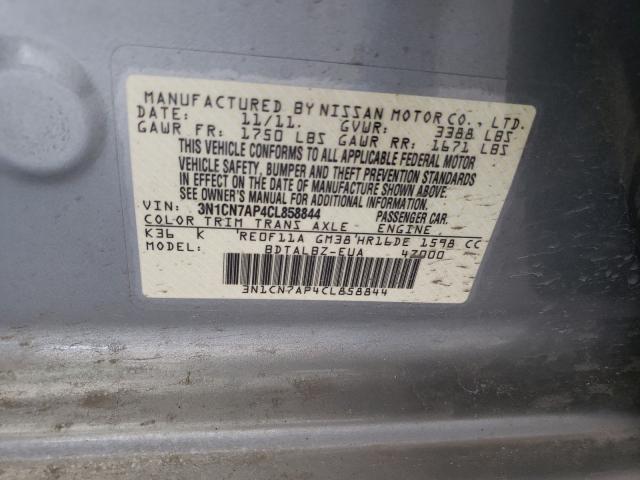 MANUFACTURED BY NISSAN MOTOR CO., LTD.
DATE: 11/11. GVWR: 3388 LBS
GAWR FR: 1750 LBS GAWR RR: 1671 LBS
THIS VEHICLE CONFORMS TO ALL APPLICABLE FEDERAL MOTOR
VEHICLE SAFETY, BUMPER AND THEFT PREVENTION STANDARDS
IN EFFECT ON THE DATE OF MANUFACTURE SHOWN ABOVE.
SEE OWNER'S MANUAL FOR ADDITIONAL INFORMATION
VIN: 3N1CN7AP4CL858844 PASSENGER CAR.
COLOR TRIM TRANS AXLE ENGINE
K36 K RE0F11A GM38 HR16DE 1598 CC
MODEL: BDTALBZ-EUA 47000
3N1CN7AP4CL858844